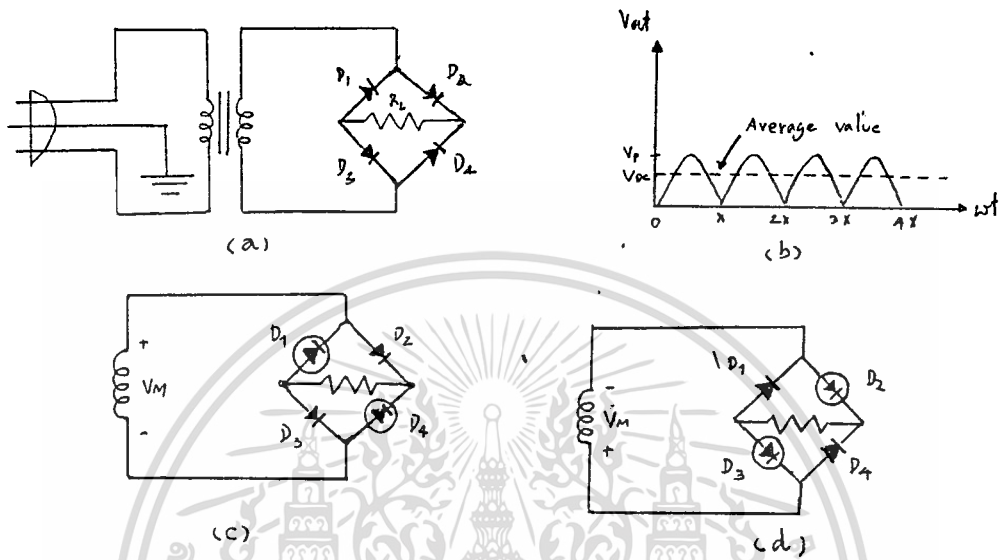 D1
D2
RL
D3
D4
(a)
Vout
Average value
Vp
VDC
0
π
2π
3π
4π
wt
(b)
D1
D2
+
VM
-
D3
D4
(c)
D1
D2
-
VM
+
D3
D4
(d)